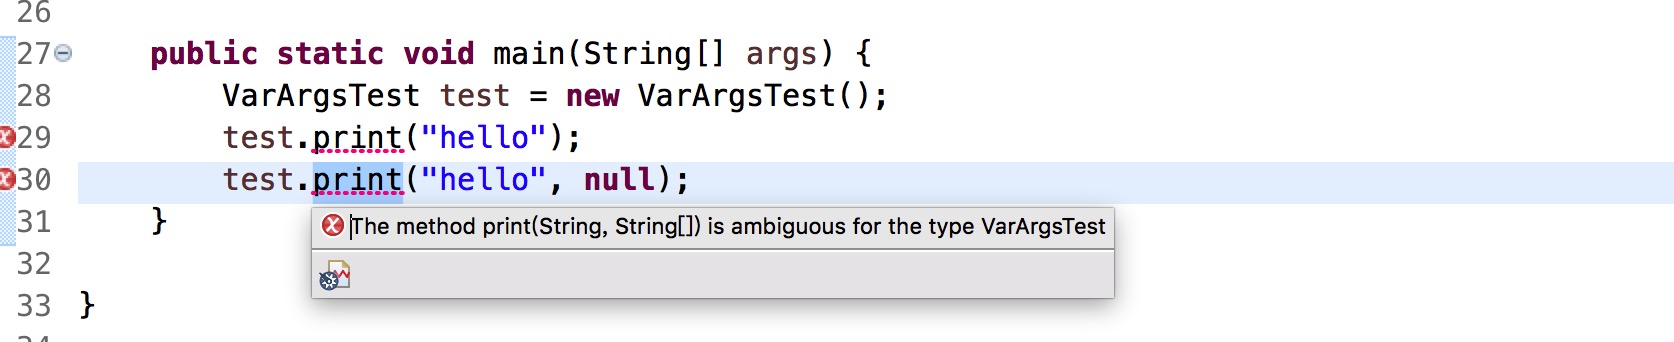 26
27 public static void main(String[] args) {
28 VarArgsTest test = new VarArgsTest();
29 test.print("hello");
30 test.print("hello", null);
The method print(String, String[]) is ambiguous for the type VarArgsTest
31 }
32
33 }
34